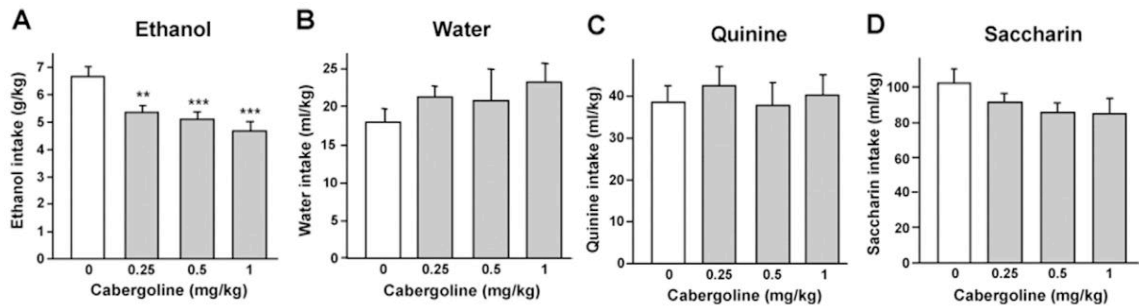 A
Ethanol
Ethanol intake (g/kg)
7
6
5
4
3
2
1
0
**
***
***
0 0.25 0.5 1
Cabergoline (mg/kg)
B
Water
Water intake (ml/kg)
25
20
15
10
5
0
0 0.25 0.5 1
Cabergoline (mg/kg)
C
Quinine
Quinine intake (ml/kg)
40
20
0
0 0.25 0.5 1
Cabergoline (mg/kg)
D
Saccharin
Saccharin intake (ml/kg)
100
80
60
40
20
0
0 0.25 0.5 1
Cabergoline (mg/kg)